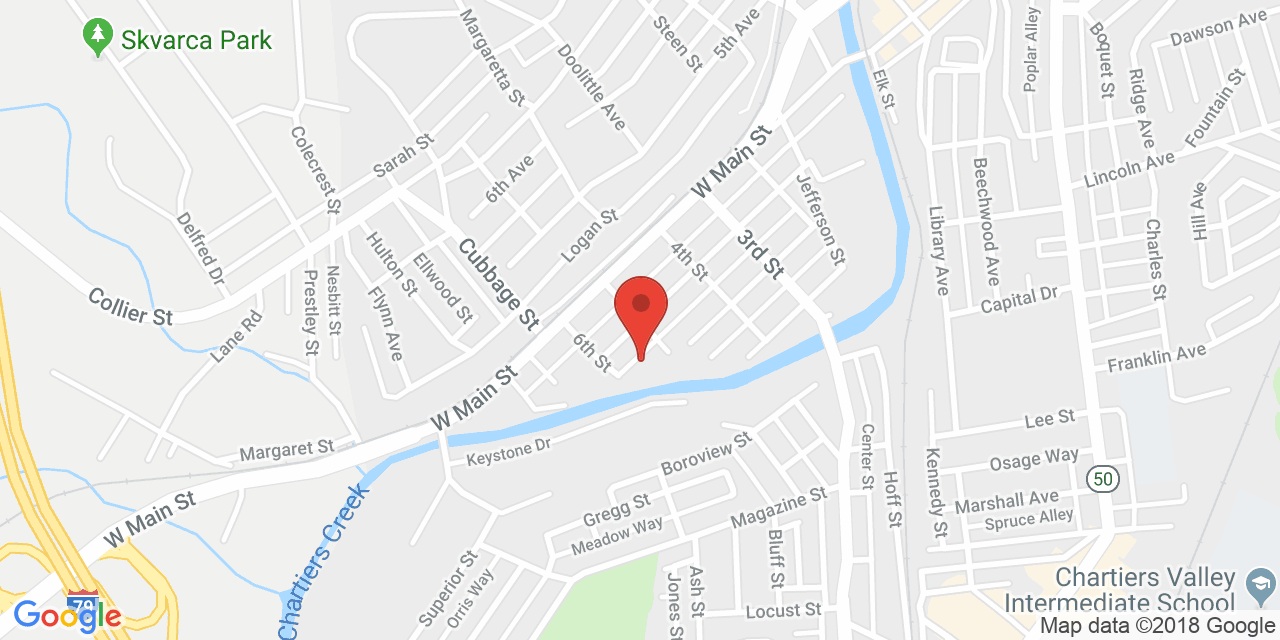 Skvarca Park
Margaretta St
Steen St
5th Ave
Doolittle Ave
Elk St
Poplar Alley
Boquet St
Dawson Ave
Ridge Ave
Fountain St
Colecrest St
Sarah St
6th Ave
W Main St
Jefferson St
Lincoln Ave
Beechwood Ave
Hill Ave
Delfred Dr
Logan St
Library Ave
Charles St
Cubbage St
4th St
3rd St
Hulton St
Ellwood St
Collier St
Prestley St
Nesbitt St
Flynn Ave
Lane Rd
Capital Dr
6th St
Franklin Ave
W Main St
Margaret St
Keystone Dr
Boroview St
Center St
Hoff St
Kennedy St
Lee St
Osage Way
50
W Main St
Chartiers Creek
Gregg St
Meadow Way
Magazine St
Marshall Ave
Spruce Alley
Bluff St
Superior St
Orris Way
Jones St
Ash St
Locust St
Chartiers Valley
Intermediate School
79
Google
Map data ©2018 Google